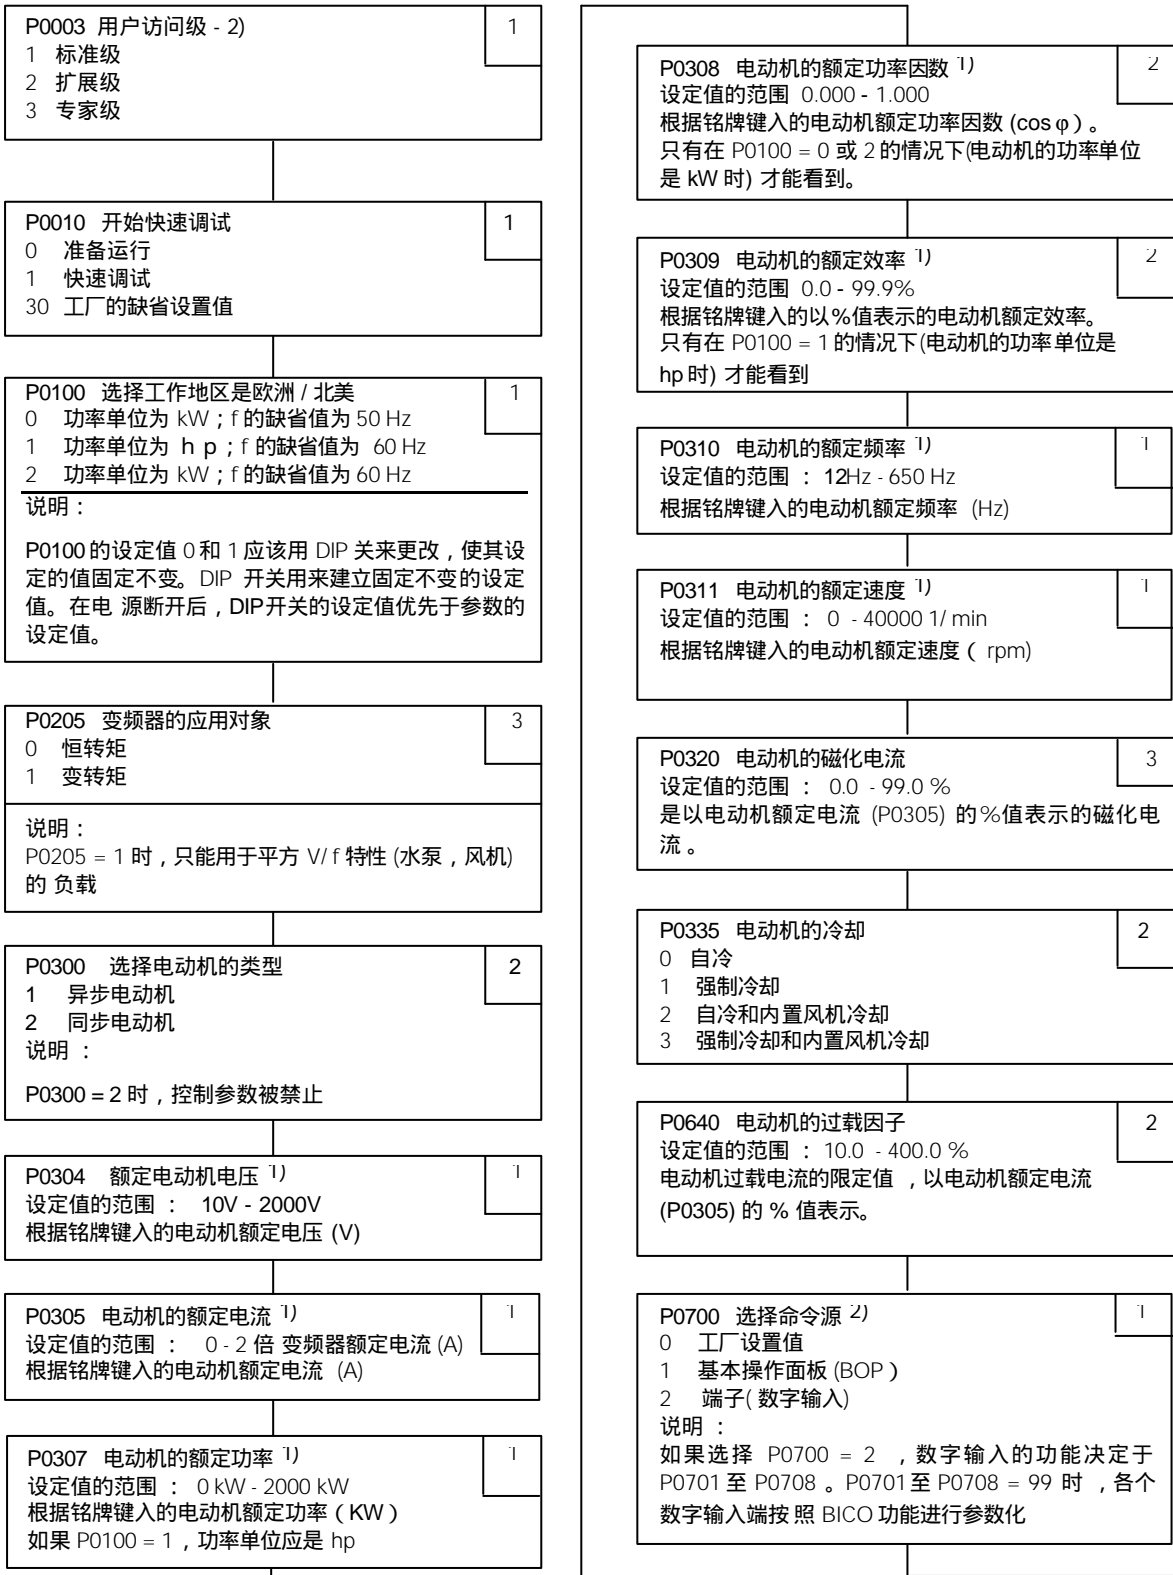 P0003 用户访问级 - 2)
1
1 标准级
2 扩展级
3 专家级
P0010 开始快速调试
1
0 准备运行
1 快速调试
30 工厂的缺省设置值
P0100 选择工作地区是欧洲 / 北美
1
0 功率单位为 kW；f 的缺省值为 50 Hz
1 功率单位为 h p；f 的缺省值为 60 Hz
2 功率单位为 kW；f 的缺省值为 60 Hz
说明：
P0100 的设定值 0 和 1 应该用 DIP 关来更改，使其设
定的值固定不变。DIP 开关用来建立固定不变的设定
值。在电 源断开后，DIP开关的设定值优先于参数的
设定值。
P0205 变频器的应用对象
3
0 恒转矩
1 变转矩
说明：
P0205 = 1 时，只能用于平方 V/ f 特性 (水泵，风机)
的 负载
P0300 选择电动机的类型
2
1 异步电动机
2 同步电动机
说明 ：
P0300 = 2 时，控制参数被禁止
P0304 额定电动机电压 1)
1
设定值的范围 ： 10V - 2000V
根据铭牌键入的电动机额定电压 (V)
P0305 电动机的额定电流 1)
1
设定值的范围 ： 0 - 2 倍 变频器额定电流 (A)
根据铭牌键入的电动机额定电流 (A)
P0307 电动机的额定功率 1)
1
设定值的范围 ： 0 kW - 2000 kW
根据铭牌键入的电动机额定功率（ KW）
如果 P0100 = 1，功率单位应是 hp
P0308 电动机的额定功率因数 1)
2
设定值的范围 0.000 - 1.000
根据铭牌键入的电动机额定功率因数 (cos φ）。
只有在 P0100 = 0 或 2 的情况下(电动机的功率单位
是 kW 时) 才能看到。
P0309 电动机的额定效率 1)
2
设定值的范围 0.0 - 99.9%
根据铭牌键入的以%值表示的电动机额定效率。
只有在 P0100 = 1 的情况下(电动机的功率单位是
hp 时) 才能看到
P0310 电动机的额定频率 1)
1
设定值的范围 ： 12Hz - 650 Hz
根据铭牌键入的电动机额定频率 (Hz)
P0311 电动机的额定速度 1)
1
设定值的范围 ： 0 - 40000 1/ min
根据铭牌键入的电动机额定速度（ rpm)
P0320 电动机的磁化电流
3
设定值的范围 ： 0.0 - 99.0 %
是以电动机额定电流 (P0305) 的%值表示的磁化电
流 。
P0335 电动机的冷却
2
0 自冷
1 强制冷却
2 自冷和内置风机冷却
3 强制冷却和内置风机冷却
P0640 电动机的过载因子
2
设定值的范围 ： 10.0 - 400.0 %
电动机过载电流的限定值 ，以电动机额定电流
(P0305) 的 % 值表示。
P0700 选择命令源 2)
1
0 工厂设置值
1 基本操作面板 (BOP ）
2 端子( 数字输入)
说明 ：
如果选择 P0700 = 2 ，数字输入的功能决定于
P0701 至 P0708 。P0701 至 P0708 = 99 时 ，各个
数字输入端按 照 BICO 功能进行参数化